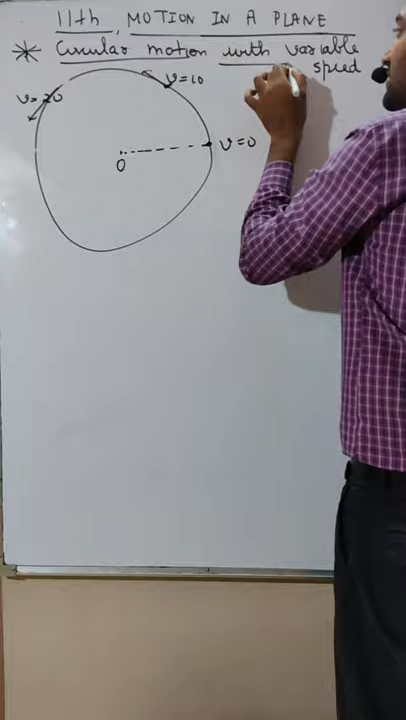 11th, MOTION IN A PLANE
* Circular motion with variable
speed
v=10
v=20
v=0
O